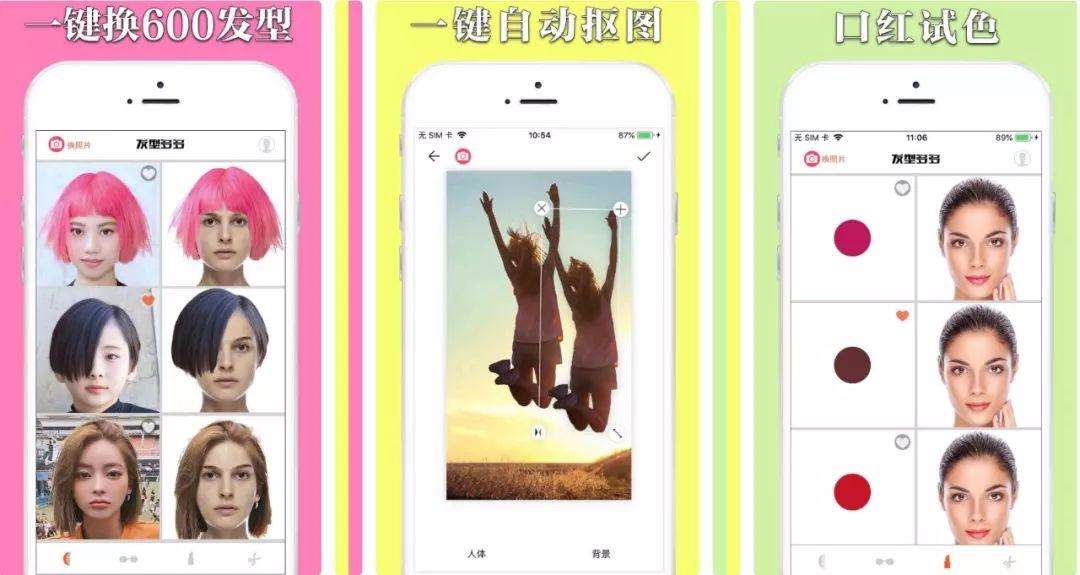 一键换600发型
一键自动抠图
口红试色
换照片
发型多多
无 SIM 卡
10:54
87%
人体
背景
无 SIM 卡
11:06
89%
换照片
发型多多